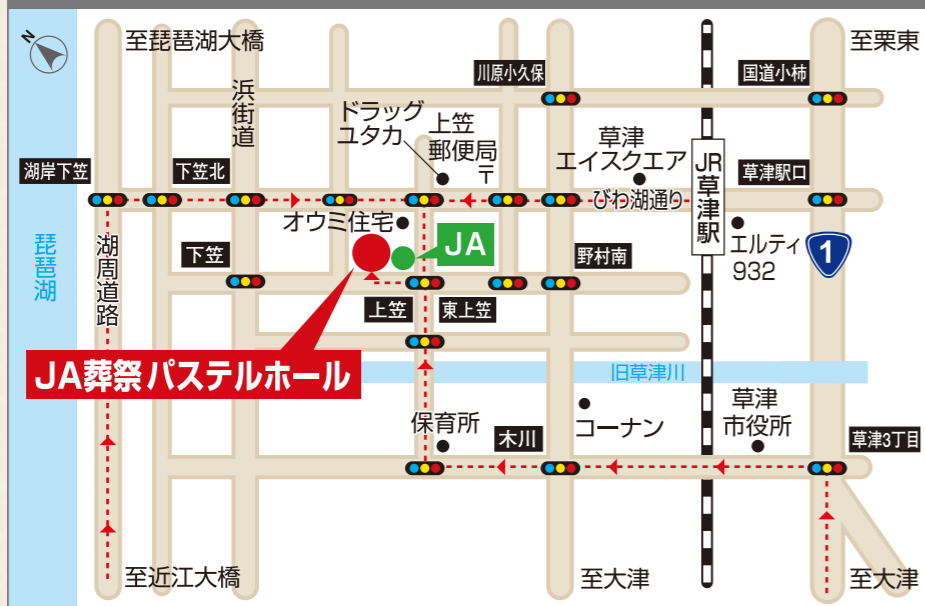 N
至琵琶湖大橋
至栗東
川原小久保
国道小柿
浜街道
ドラッグ
ユタカ
上笠
郵便局
〒
草津
エイスクエア
JR草津駅
湖岸下笠
下笠北
草津駅口
びわ湖通り
オウミ住宅
エルティ
932
1
琵琶湖
湖周道路
下笠
JA
野村南
上笠
東上笠
JA葬祭 パステルホール
旧草津川
保育所
木川
コーナン
草津
市役所
草津3丁目
至近江大橋
至大津
至大津